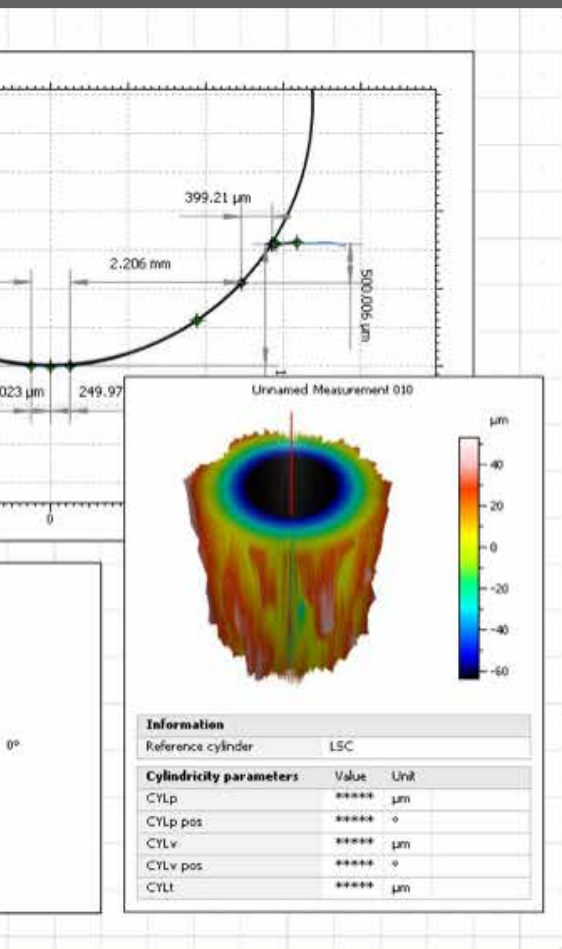 399.21 µm
2.206 mm
500.006 µm
023 µm
249.97
0
Unnamed Measurement 010
µm
40
20
0
-20
-40
-60
0°
Information
Reference cylinder LSC
Cylindricity parameters Value Unit
CYLp ***** µm
CYLp pos ***** °
CYLv ***** µm
CYLv pos ***** °
CYLt ***** µm